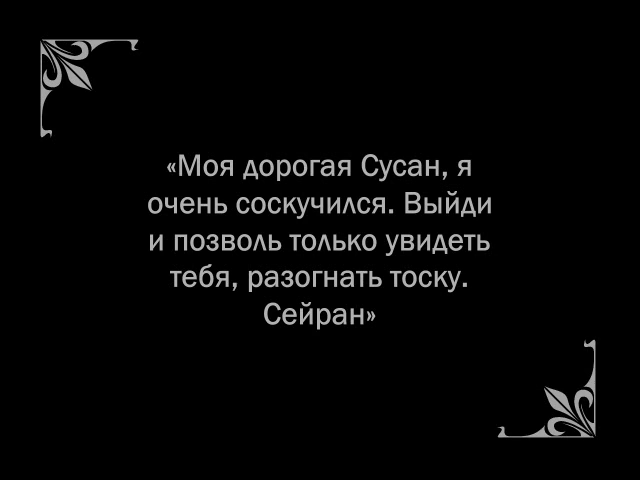 «Моя дорогая Сусан, я
очень соскучился. Выйди
и позволь только увидеть
тебя, разогнать тоску.
Сейран»